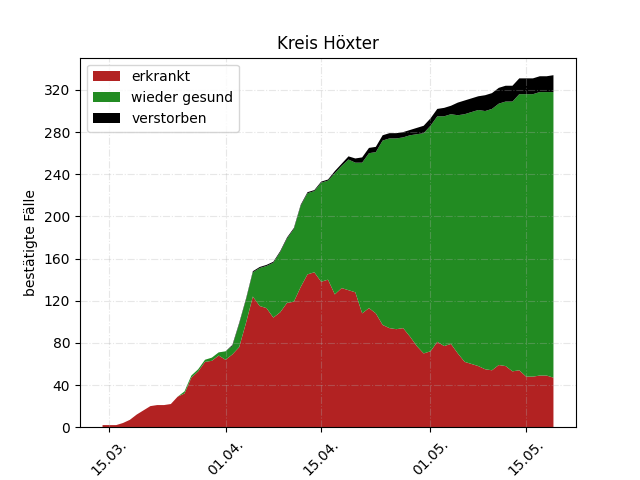 Kreis Höxter
erkrankt
wieder gesund
verstorben
bestätigte Fälle
320
280
240
200
160
120
80
40
0
15.03.
01.04.
15.04.
01.05.
15.05.